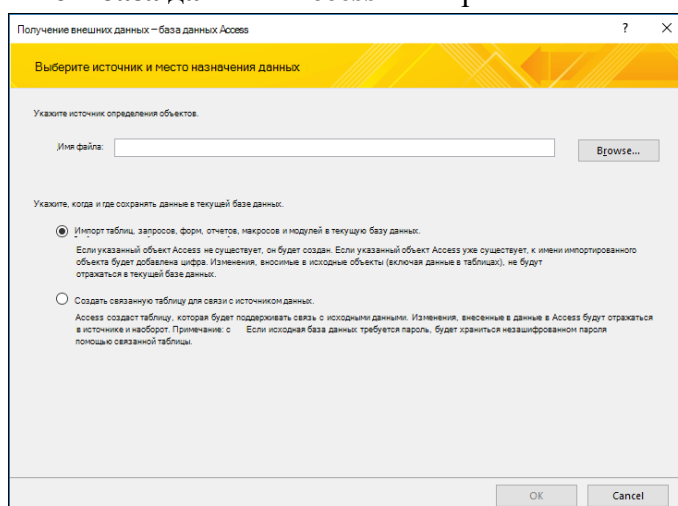 Получение внешних данных – база данных Access
? ×
Выберите источник и место назначения данных
Укажите источник определения объектов.
Имя файла:
Browse...
Укажите, когда и где сохранять данные в текущей базе данных.
Импорт таблиц, запросов, форм, отчетов, макросов и модулей в текущую базу данных.
Если указанный объект Access не существует, он будет создан. Если указанный объект Access уже существует, к имени импортированного
объекта будет добавлена цифра. Изменения, вносимые в исходные объекты (включая данные в таблицах), не будут
отражаться в текущей базе данных.
Создать связанную таблицу для связи с источником данных.
Access создаст таблицу, которая будет поддерживать связь с исходными данными. Изменения, внесенные в данные в Access будут отражаться
в источнике и наоборот. Примечание: с Если исходная база данных требуется пароль, будет храниться незашифрованном пароля
помощью связанной таблицы.
OK
Cancel